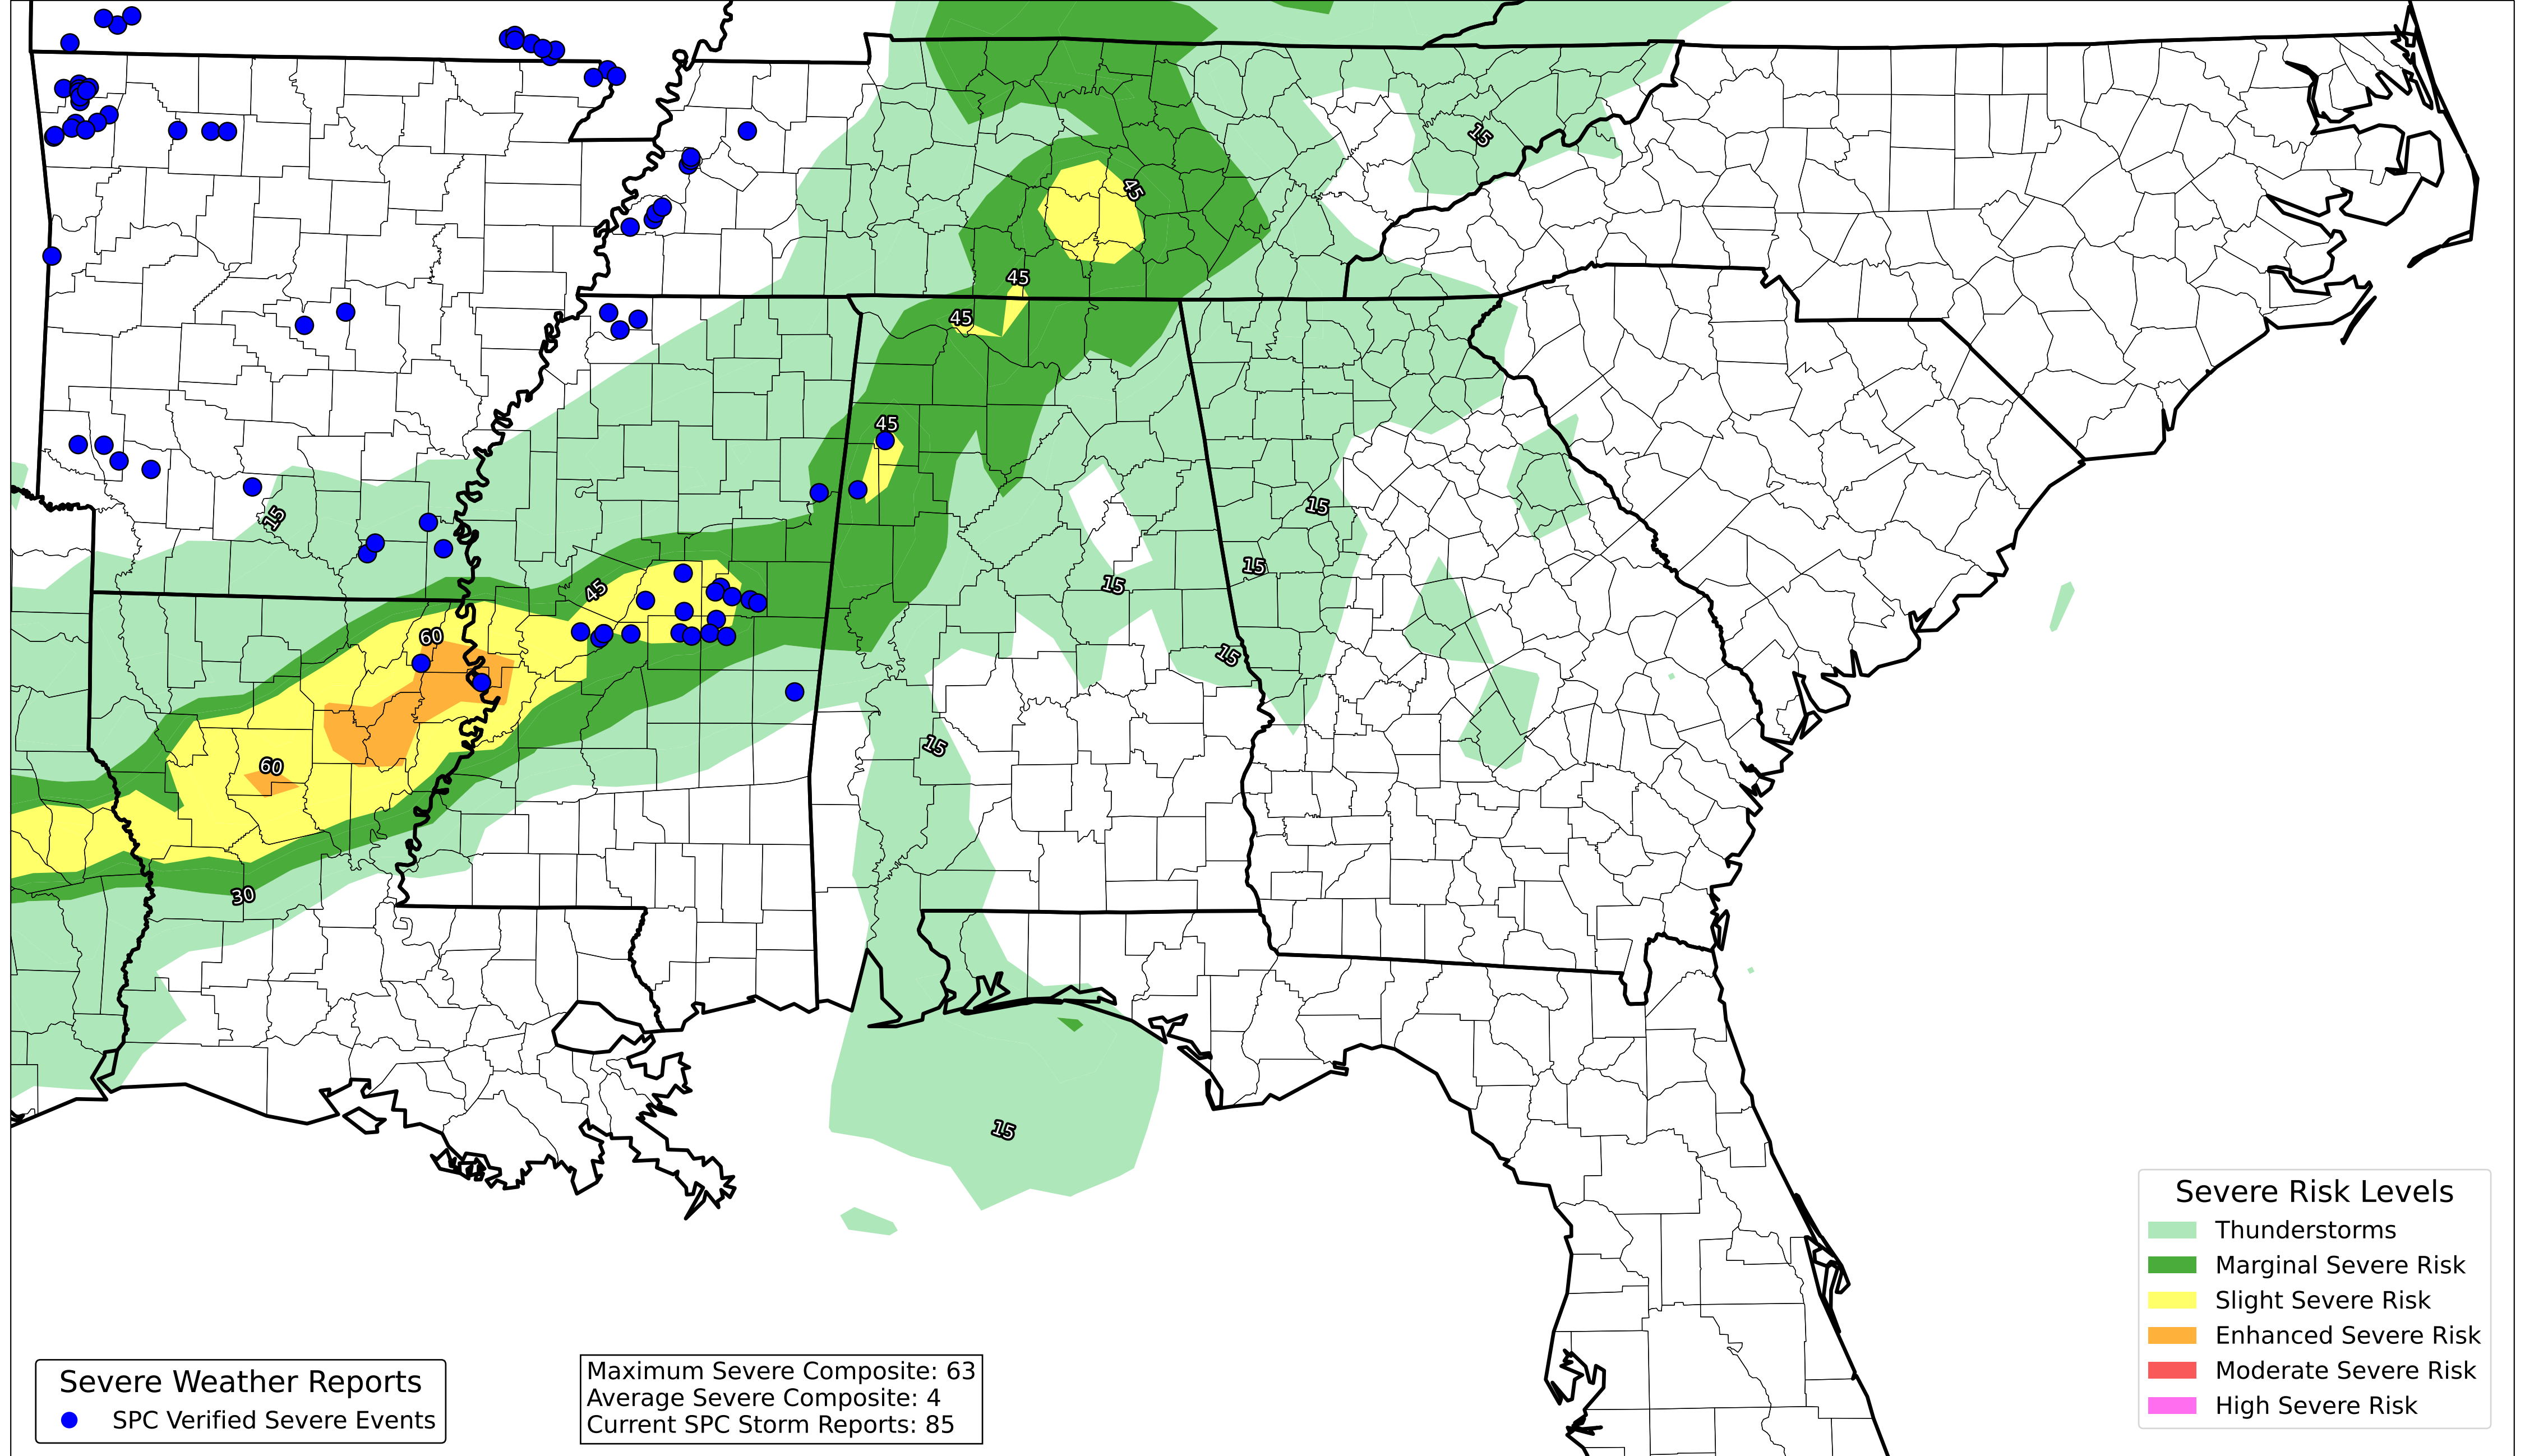 15
45
45
45
45
15
15
15
45
15
60
15
15
60
30
15
Severe Risk Levels
Thunderstorms
Marginal Severe Risk
Slight Severe Risk
Enhanced Severe Risk
Moderate Severe Risk
High Severe Risk
Severe Weather Reports
SPC Verified Severe Events
Maximum Severe Composite: 63
Average Severe Composite: 4
Current SPC Storm Reports: 85